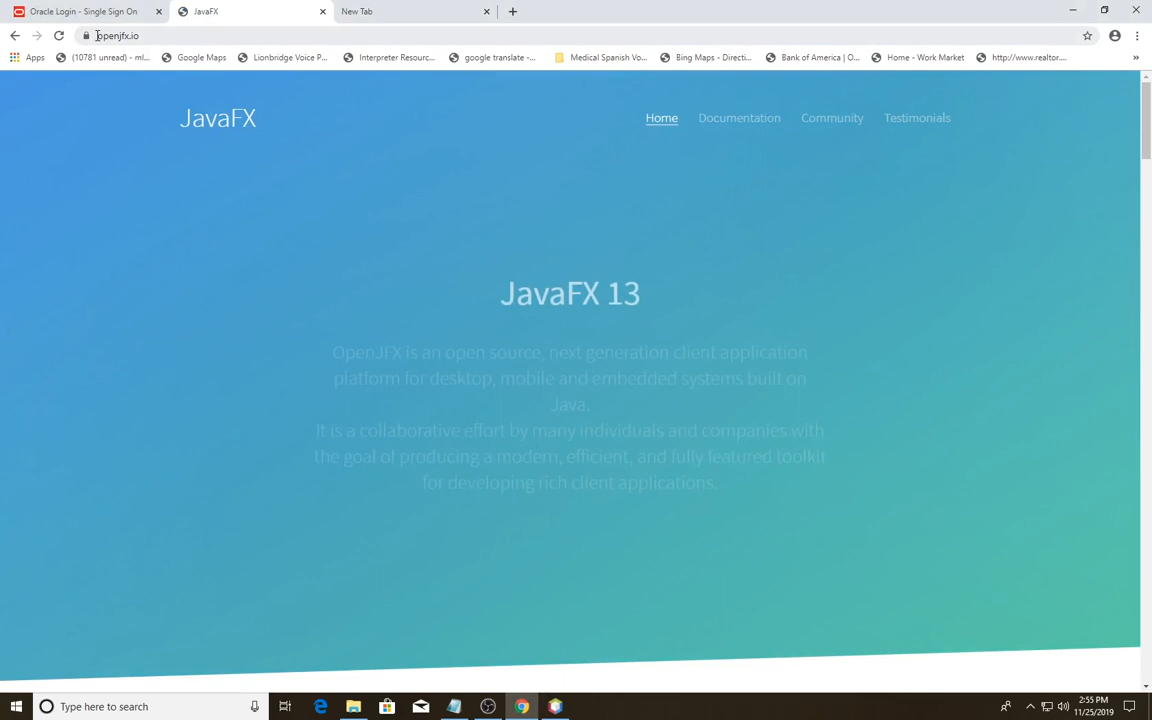 Oracle Login - Single Sign On
JavaFX
New Tab
openjfx.io
Apps
(10781 unread) - ml...
Google Maps
Lionbridge Voice P...
Interpreter Resourc...
google translate -...
Medical Spanish Vo...
Bing Maps - Directi...
Bank of America | O...
Home - Work Market
http://www.realtor....
»
JavaFX
Home
Documentation
Community
Testimonials
JavaFX 13
OpenJFX is an open source, next generation client application
platform for desktop, mobile and embedded systems built on
Java.
It is a collaborative effort by many individuals and companies with
the goal of producing a modern, efficient, and fully featured toolkit
for developing rich client applications.
Type here to search
2:55 PM
11/25/2019